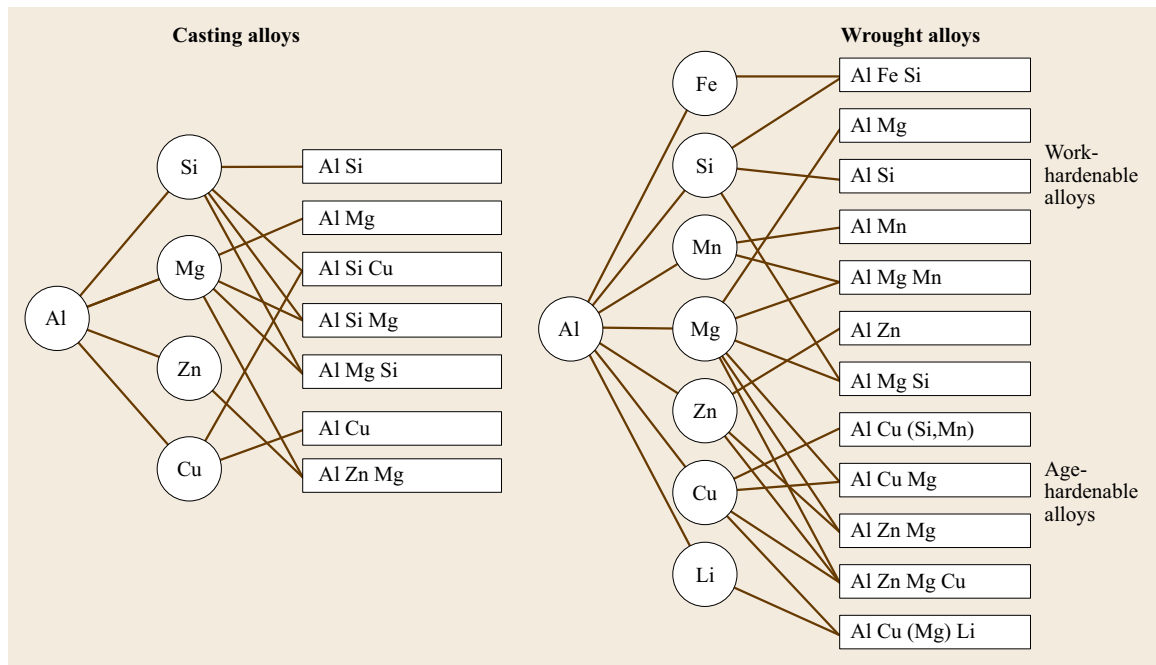 Casting alloys
Al
Si
Mg
Zn
Cu
Al Si
Al Mg
Al Si Cu
Al Si Mg
Al Mg Si
Al Cu
Al Zn Mg
Wrought alloys
Al
Fe
Si
Mn
Mg
Zn
Cu
Li
Al Fe Si
Al Mg
Al Si
Al Mn
Al Mg Mn
Al Zn
Al Mg Si
Al Cu (Si,Mn)
Al Cu Mg
Al Zn Mg
Al Zn Mg Cu
Al Cu (Mg) Li
Work-
hardenable
alloys
Age-
hardenable
alloys